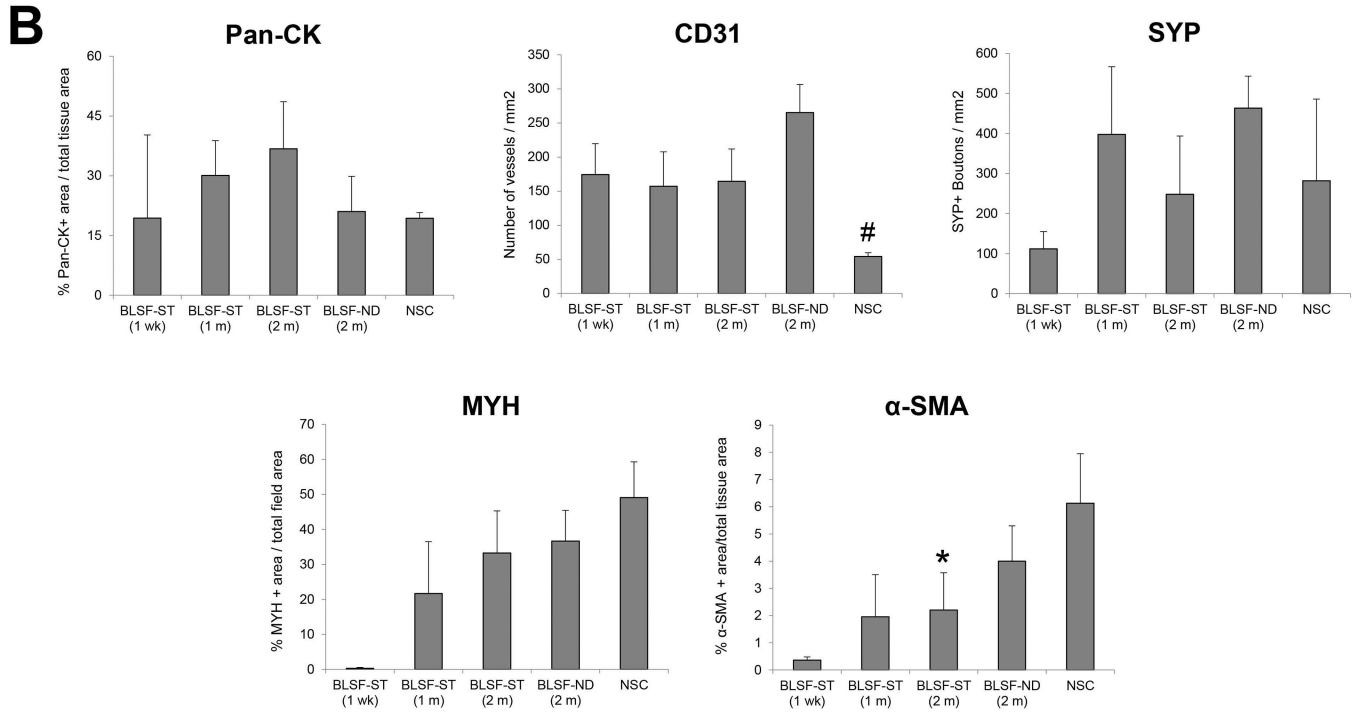 B
Pan-CK
% Pan-CK+ area / total tissue area
60
45
30
15
0
BLSF-ST
(1 wk)
BLSF-ST
(1 m)
BLSF-ST
(2 m)
BLSF-ND
(2 m)
NSC
CD31
Number of vessels / mm2
350
300
250
200
150
100
50
0
#
BLSF-ST
(1wk)
BLSF-ST
(1 m)
BLSF-ST
(2 m)
BLSF-ND
(2 m)
NSC
SYP
SYP+ Boutons / mm2
600
500
400
300
200
100
0
BLSF-ST
(1 wk)
BLSF-ST
(1 m)
BLSF-ST
(2 m)
BLSF-ND
(2 m)
NSC
MYH
% MYH + area / total field area
70
60
50
40
30
20
10
0
BLSF-ST
(1 wk)
BLSF-ST
(1 m)
BLSF-ST
(2 m)
BLSF-ND
(2 m)
NSC
α-SMA
% α-SMA + area/total tissue area
9
8
7
6
5
4
3
2
1
0
*
BLSF-ST
(1 wk)
BLSF-ST
(1 m)
BLSF-ST
(2 m)
BLSF-ND
(2 m)
NSC